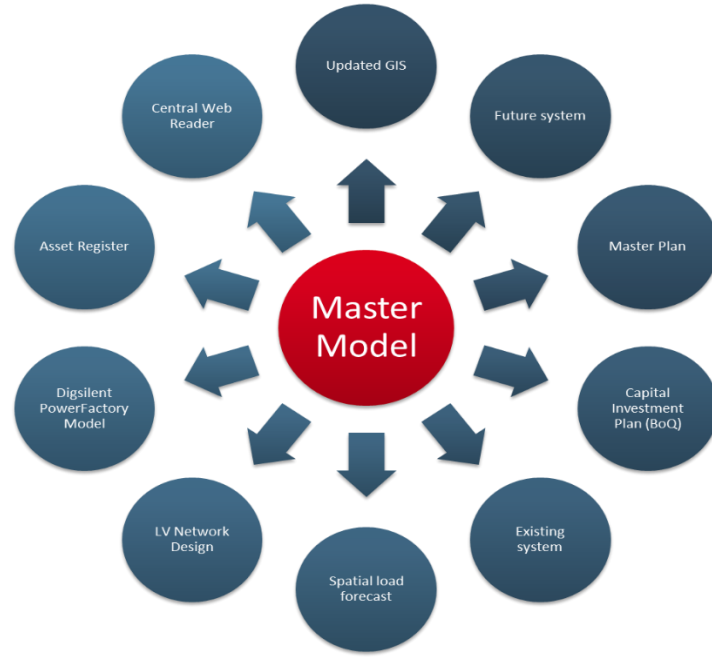 Updated GIS
Future system
Master Plan
Capital
Investment
Plan (BoQ)
Existing
system
Spatial load
forecast
LV Network
Design
Digsilent
PowerFactory
Model
Asset Register
Central Web
Reader
Master
Model